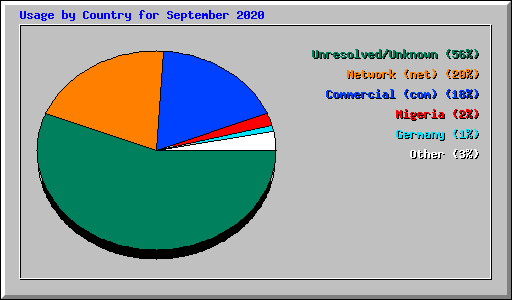 Usage by Country for September 2020
Unresolved/Unknown (56%)
Network (net) (20%)
Commercial (com) (18%)
Nigeria (2%)
Germany (1%)
Other (3%)